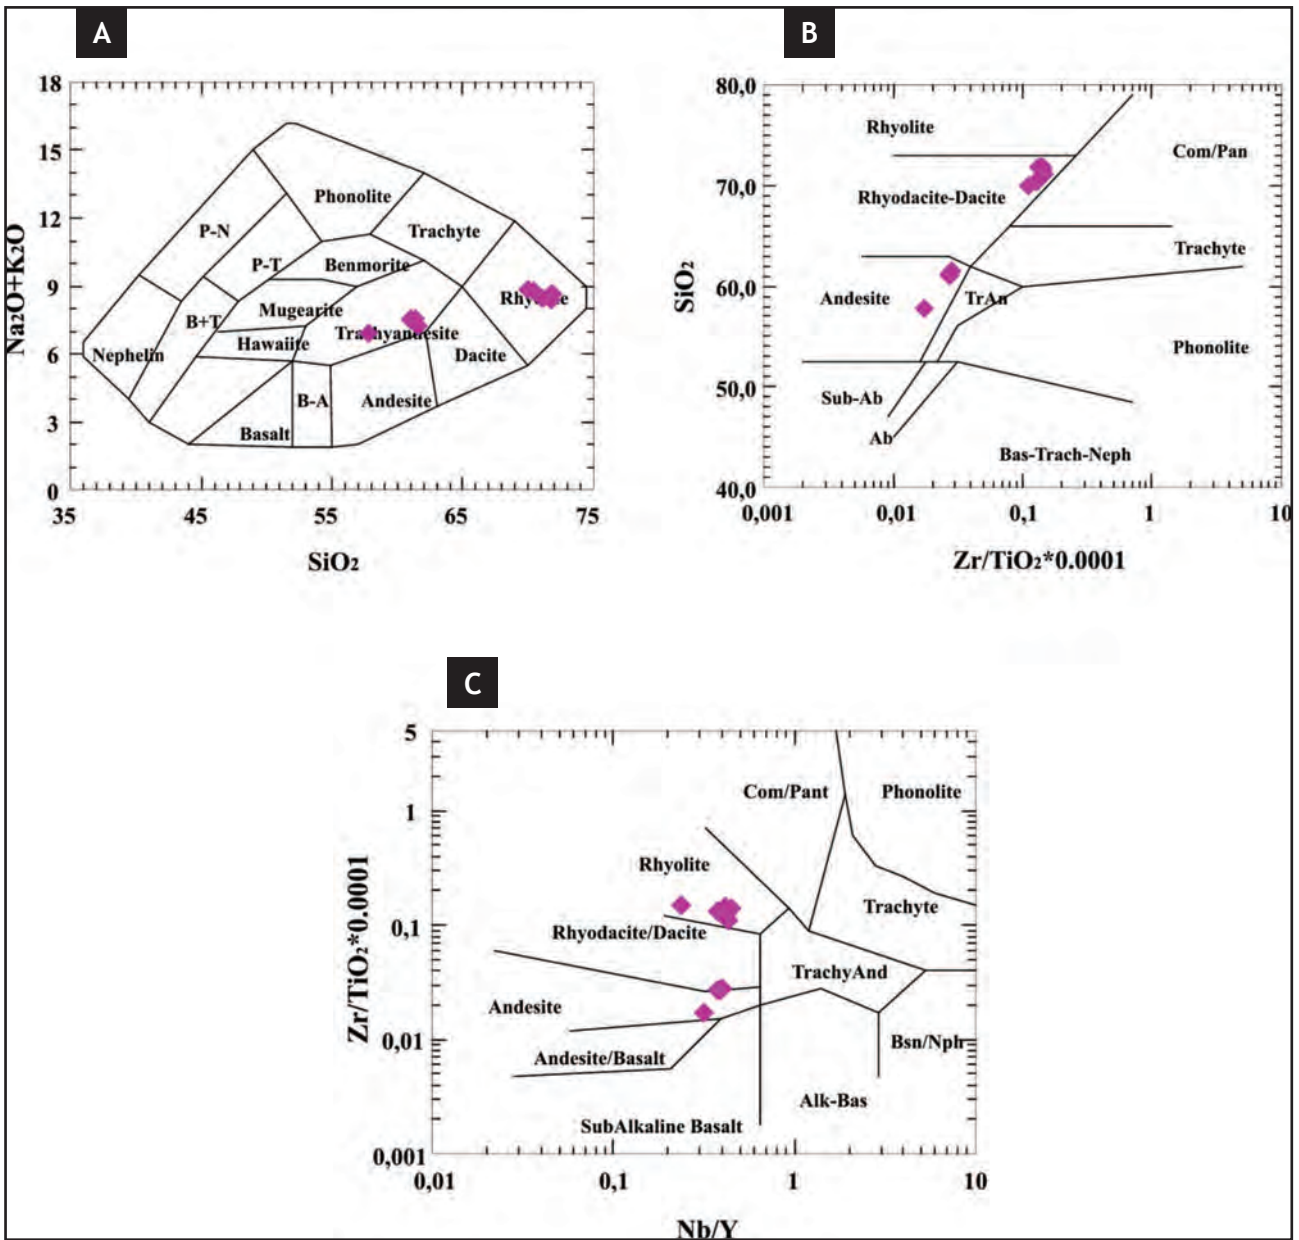 A
B
18
15
12
9
6
3
0
Na2O+K2O
Phonolite
P-N
Trachyte
P-T
Benmorite
Mugearite
B+T
Trachyandesite
Hawaiite
Nephelin
Dacite
B-A
Andesite
Basalt
35
45
55
65
75
SiO2
80,0
70,0
60,0
50,0
40,0
SiO2
Rhyolite
Com/Pan
Rhyodacite-Dacite
Trachyte
Andesite
TrAn
Phonolite
Sub-Ab
Ab
Bas-Trach-Neph
0,001
0,01
0,1
1
10
Zr/TiO2*0.0001
C
5
1
0,1
0,01
0,001
Zr/TiO2*0.0001
Com/Pant
Phonolite
Rhyolite
Trachyte
Rhyodacite/Dacite
TrachyAnd
Andesite
Bsn/Nph
Andesite/Basalt
Alk-Bas
SubAlkaline Basalt
0,01
0,1
1
10
Nb/Y